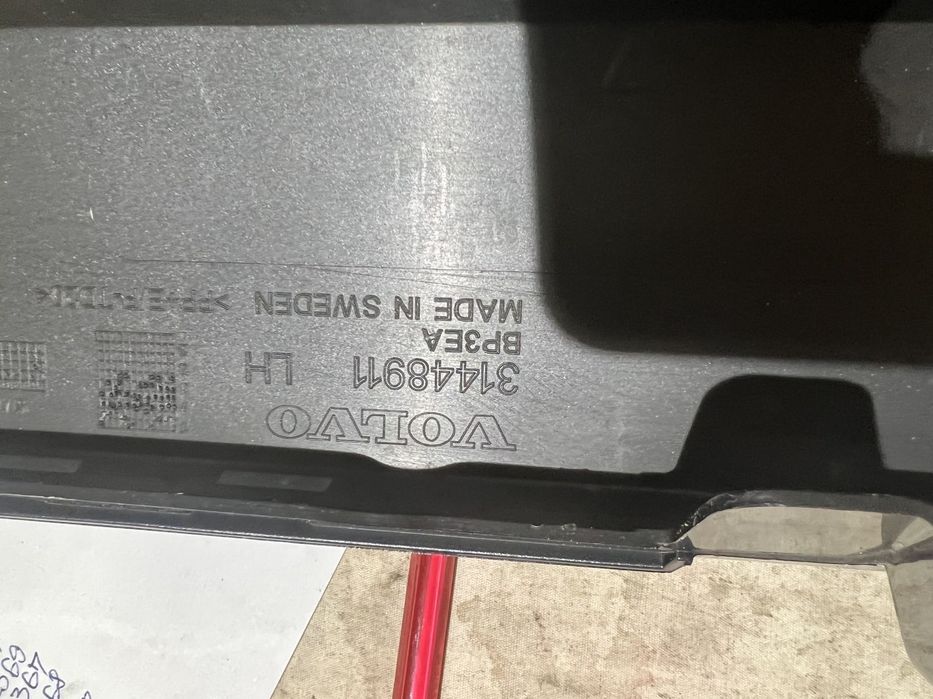 VOLVO
31448911 LH
BP3EA
MADE IN SWEDEN